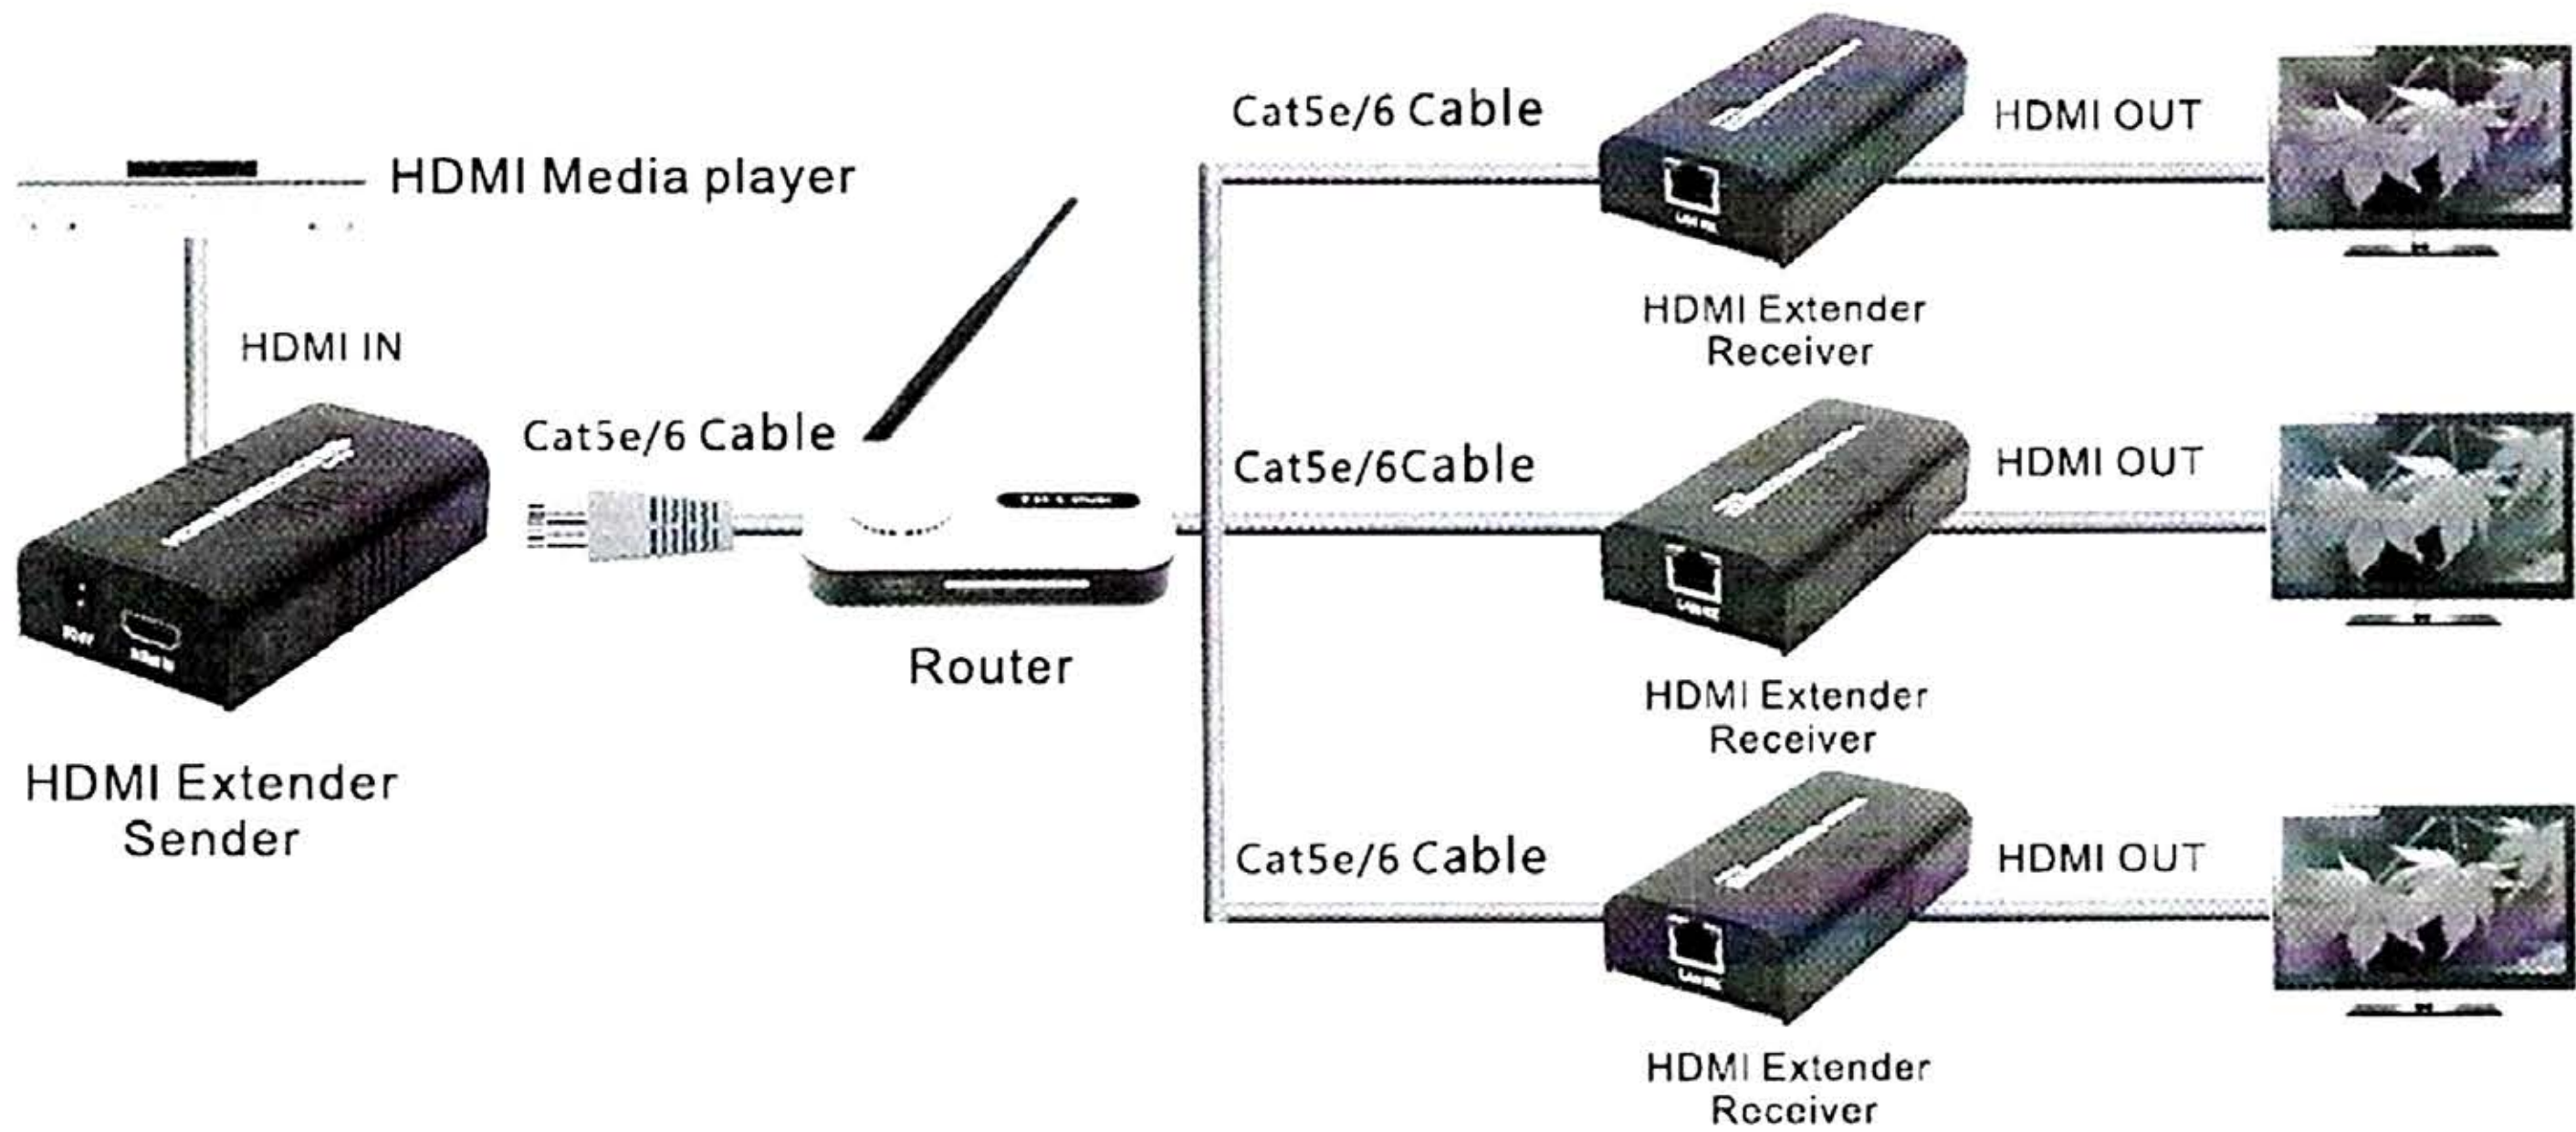 HDMI Media player
HDMI IN
Cat5e/6 Cable
Router
HDMI Extender
Sender
Cat5e/6 Cable
HDMI OUT
HDMI Extender
Receiver
Cat5e/6Cable
HDMI OUT
HDMI Extender
Receiver
Cat5e/6 Cable
HDMI OUT
HDMI Extender
Receiver